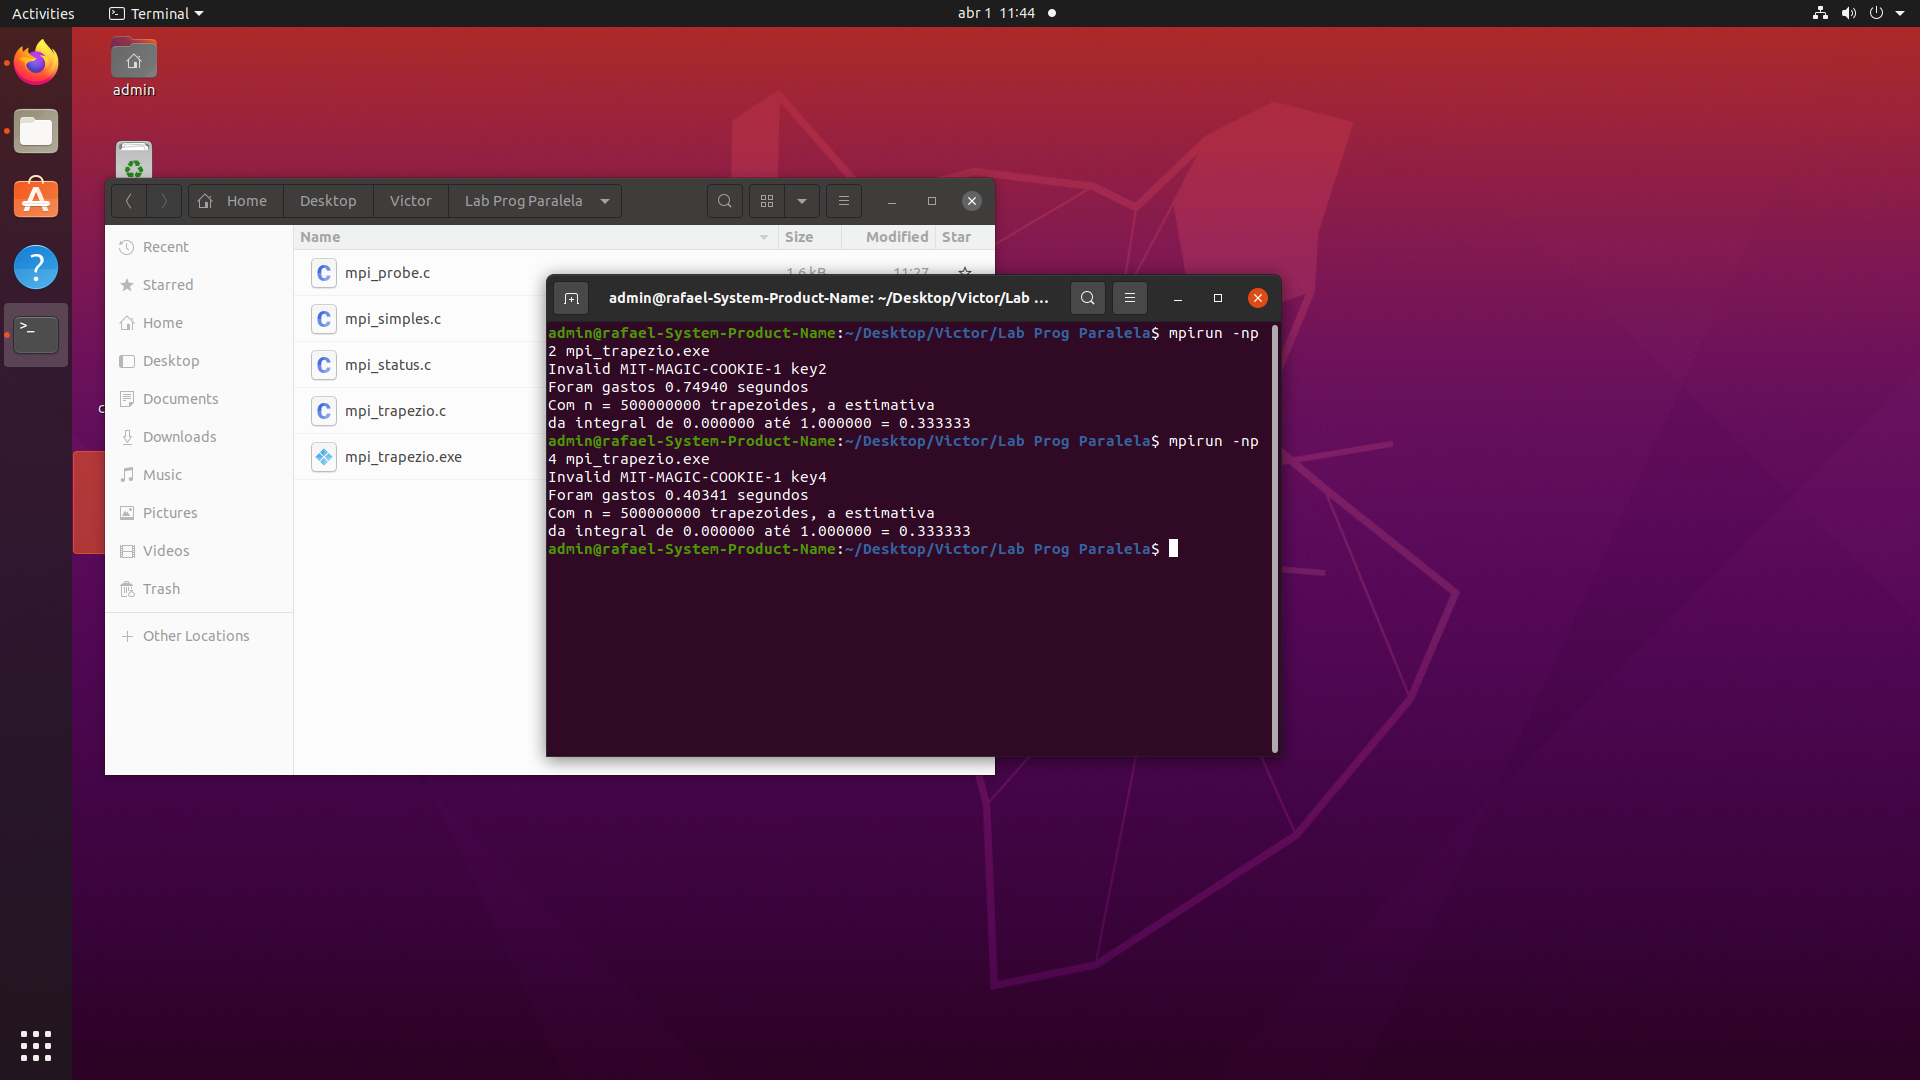 Activities
Terminal
abr 1 11:44
admin
Home
Desktop
Victor
Lab Prog Paralela
Recent
Starred
Home
Desktop
Documents
Downloads
Music
Pictures
Videos
Trash
Other Locations
Name
Size
Modified
Star
mpi_probe.c
1.6 kB
11:27
mpi_simples.c
mpi_status.c
mpi_trapezio.c
mpi_trapezio.exe
admin@rafael-System-Product-Name: ~/Desktop/Victor/Lab ...
admin@rafael-System-Product-Name:~/Desktop/Victor/Lab Prog Paralela$ mpirun -np
2 mpi_trapezio.exe
Invalid MIT-MAGIC-COOKIE-1 key2
Foram gastos 0.74940 segundos
Com n = 500000000 trapezoides, a estimativa
da integral de 0.000000 até 1.000000 = 0.333333
admin@rafael-System-Product-Name:~/Desktop/Victor/Lab Prog Paralela$ mpirun -np
4 mpi_trapezio.exe
Invalid MIT-MAGIC-COOKIE-1 key4
Foram gastos 0.40341 segundos
Com n = 500000000 trapezoides, a estimativa
da integral de 0.000000 até 1.000000 = 0.333333
admin@rafael-System-Product-Name:~/Desktop/Victor/Lab Prog Paralela$